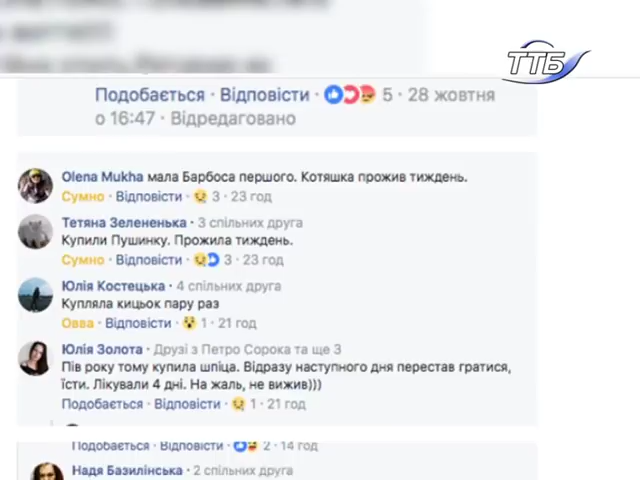 ТТБ
Подобається · Відповісти · 5 · 28 жовтня
о 16:47 · Відредаговано
Olena Mukha мала Барбоса першого. Котяшка прожив тиждень.
Сумно · Відповісти · 3 · 23 год
Тетяна Зелененька · 3 спільних друга
Купили Пушинку. Прожила тиждень.
Сумно · Відповісти · 3 · 23 год
Юлія Костецька · 4 спільних друга
Купляла кицьок пару раз
Овва · Відповісти · 1 · 21 год
Юлія Золота · Друзі з Петро Сорока та ще 3
Пів року тому купила шпіца. Відразу наступного дня перестав гратися,
їсти. Лікували 4 дні. На жаль, не вижив)))
Подобається · Відповісти · 1 · 21 год
Подобається · Відповісти · 2 · 14 год
Надя Базилінська · 2 спільних друга